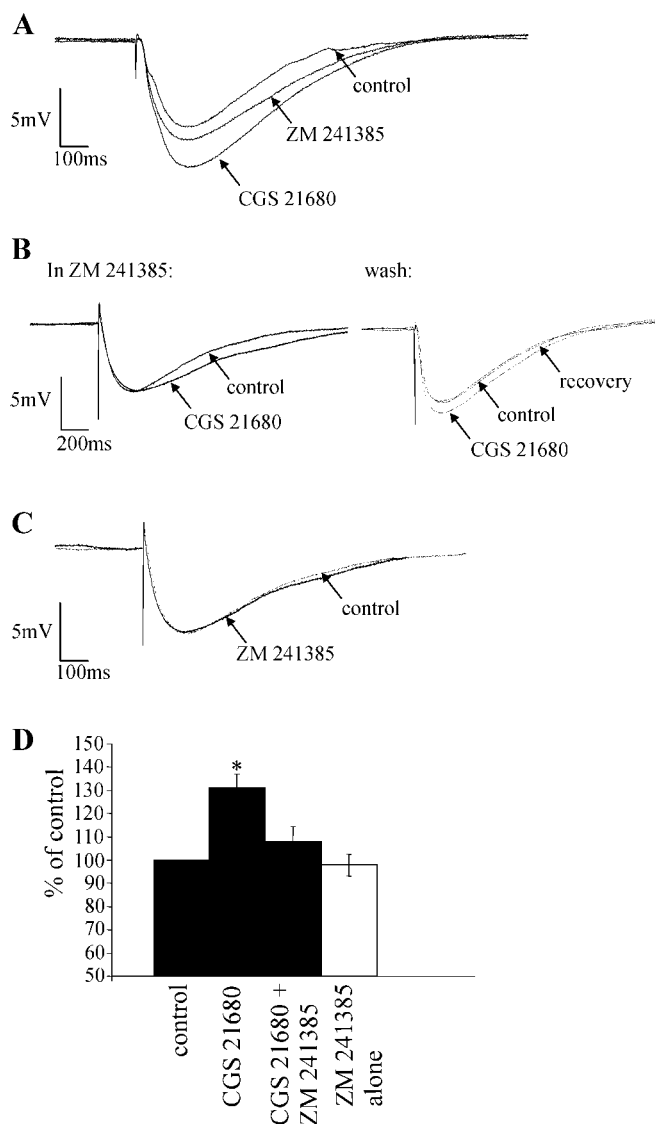 A
control
ZM 241385
CGS 21680
5mV
100ms
B
In ZM 241385:
wash:
control
CGS 21680
5mV
200ms
recovery
control
CGS 21680
C
control
ZM 241385
5mV
100ms
D
% of control
150
140
130
120
110
100
90
80
70
60
50
*
control
CGS 21680
CGS 21680 +
ZM 241385
ZM 241385
alone